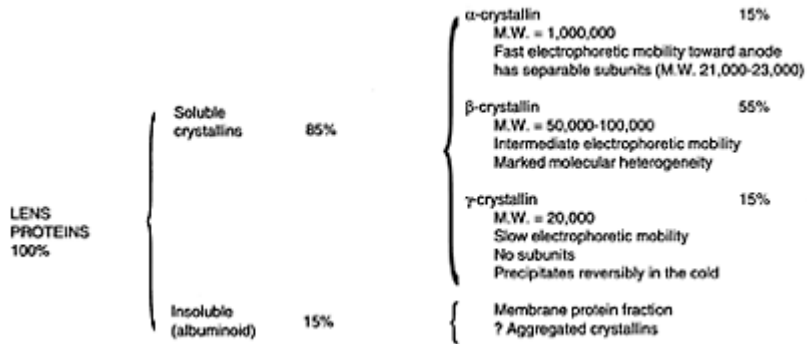 LENS
PROTEINS
100%
Soluble
crystallins 85%
Insoluble
(albuminoid) 15%
α-crystallin 15%
M.W. = 1,000,000
Fast electrophoretic mobility toward anode
has separable subunits (M.W. 21,000-23,000)
β-crystallin 55%
M.W. = 50,000-100,000
Intermediate electrophoretic mobility
Marked molecular heterogeneity
γ-crystallin 15%
M.W. = 20,000
Slow electrophoretic mobility
No subunits
Precipitates reversibly in the cold
Membrane protein fraction
? Aggregated crystallins